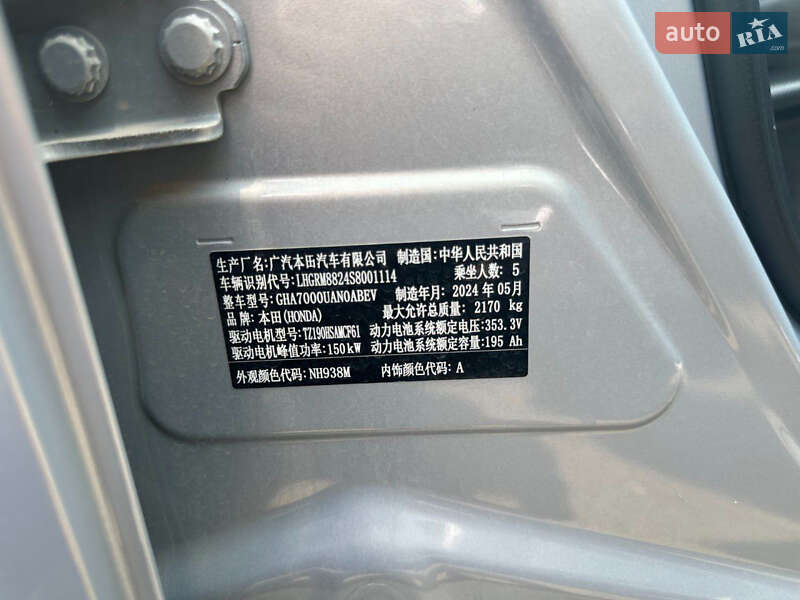 auto RIA .com
生产厂名:广汽本田汽车有限公司 制造国:中华人民共和国
车辆识别代号:LHGRM8824S8001114 乘坐人数: 5
整车型号:GHA7000UAN0ABEV 制造年月: 2024 年 05月
品牌:本田(HONDA) 最大允许总质量: 2170 kg
驱动电机型号:TZ190HSAMCF61 动力电池系统额定电压:353.3V
驱动电机峰值功率:150kW 动力电池系统额定容量:195 Ah
外观颜色代码: NH938M 内饰颜色代码: A